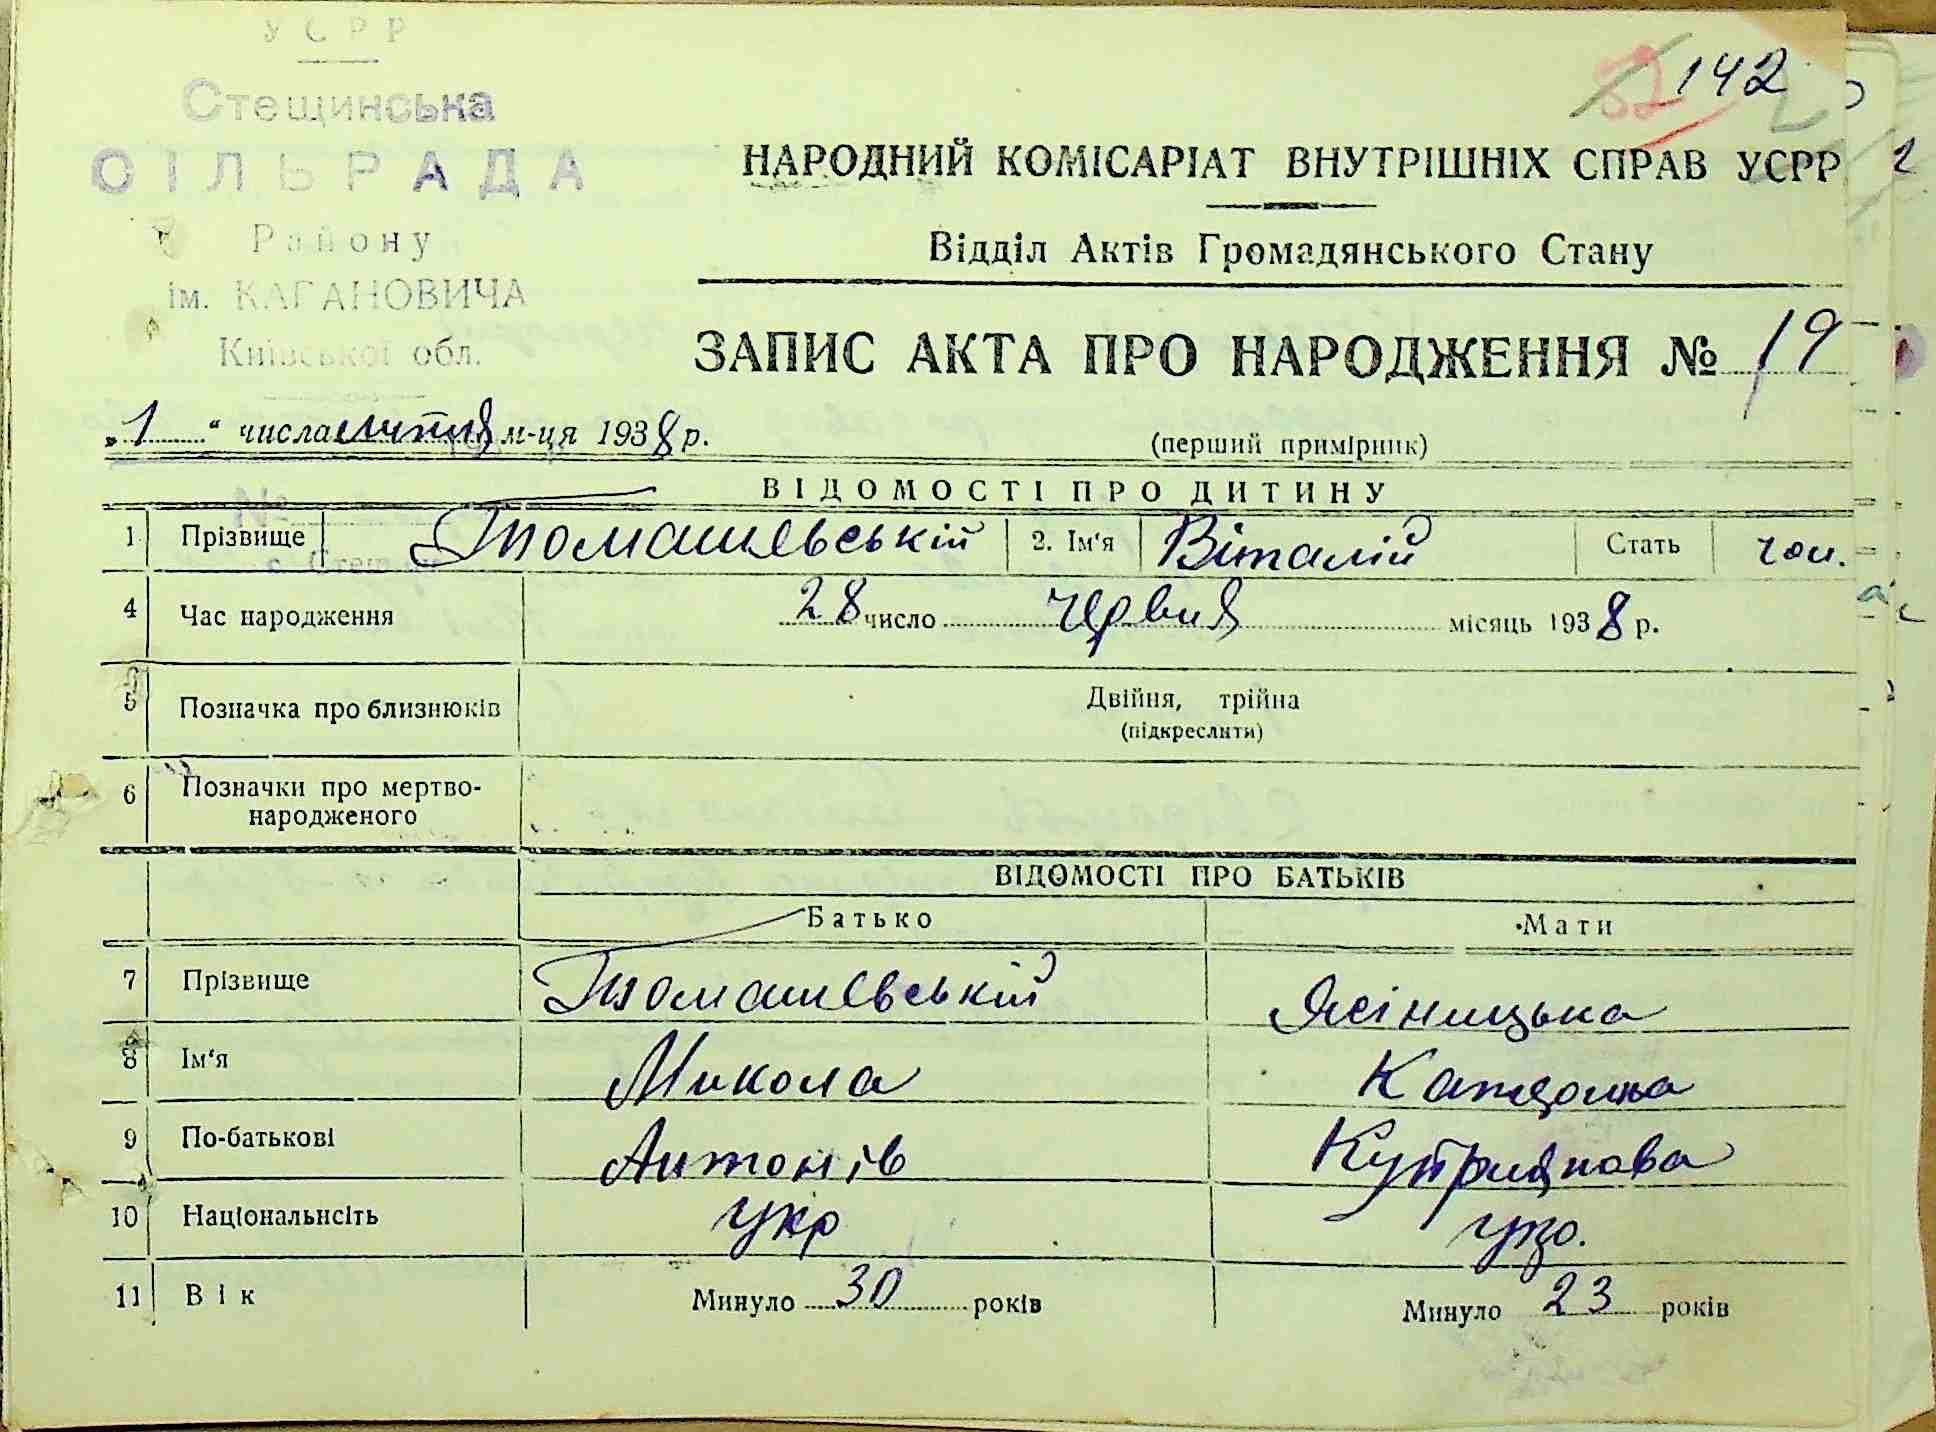 УСРР
Стещинська
СІЛЬРАДА
Району
ім. КАГАНОВИЧА
Київської обл.
142
НАРОДНИЙ КОМІСАРІАТ ВНУТРІШНІХ СПРАВ УСРР
Відділ Актів Громадянського Стану
ЗАПИС АКТА ПРО НАРОДЖЕННЯ № 19
„1“ числа липня м-ця 1938 р.
(перший примірник)
ВІДОМОСТІ ПРО ДИТИНУ
1 Прізвище Томашевській 2. Ім'я Віталій Стать чол.
4 Час народження 28 число червня місяць 1938 р.
5 Позначка про близнюків Двійня, трійна
(підкреслити)
6 Позначки про мертво-
народженого
ВІДОМОСТІ ПРО БАТЬКІВ
Батько Мати
7 Прізвище Томашевській Ясіницька
8 Ім'я Микола
9 По-батькові Антонів
10 Національнсіть укр укр.
11 Вік Минуло 30 років Минуло 23 років